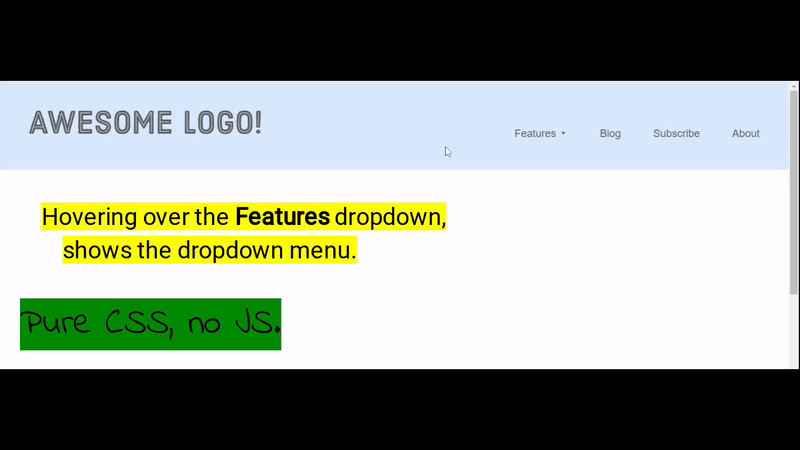 AWESOME LOGO!
Features ▼ Blog Subscribe About
Hovering over the Features dropdown,
shows the dropdown menu.
Pure CSS, no JS.